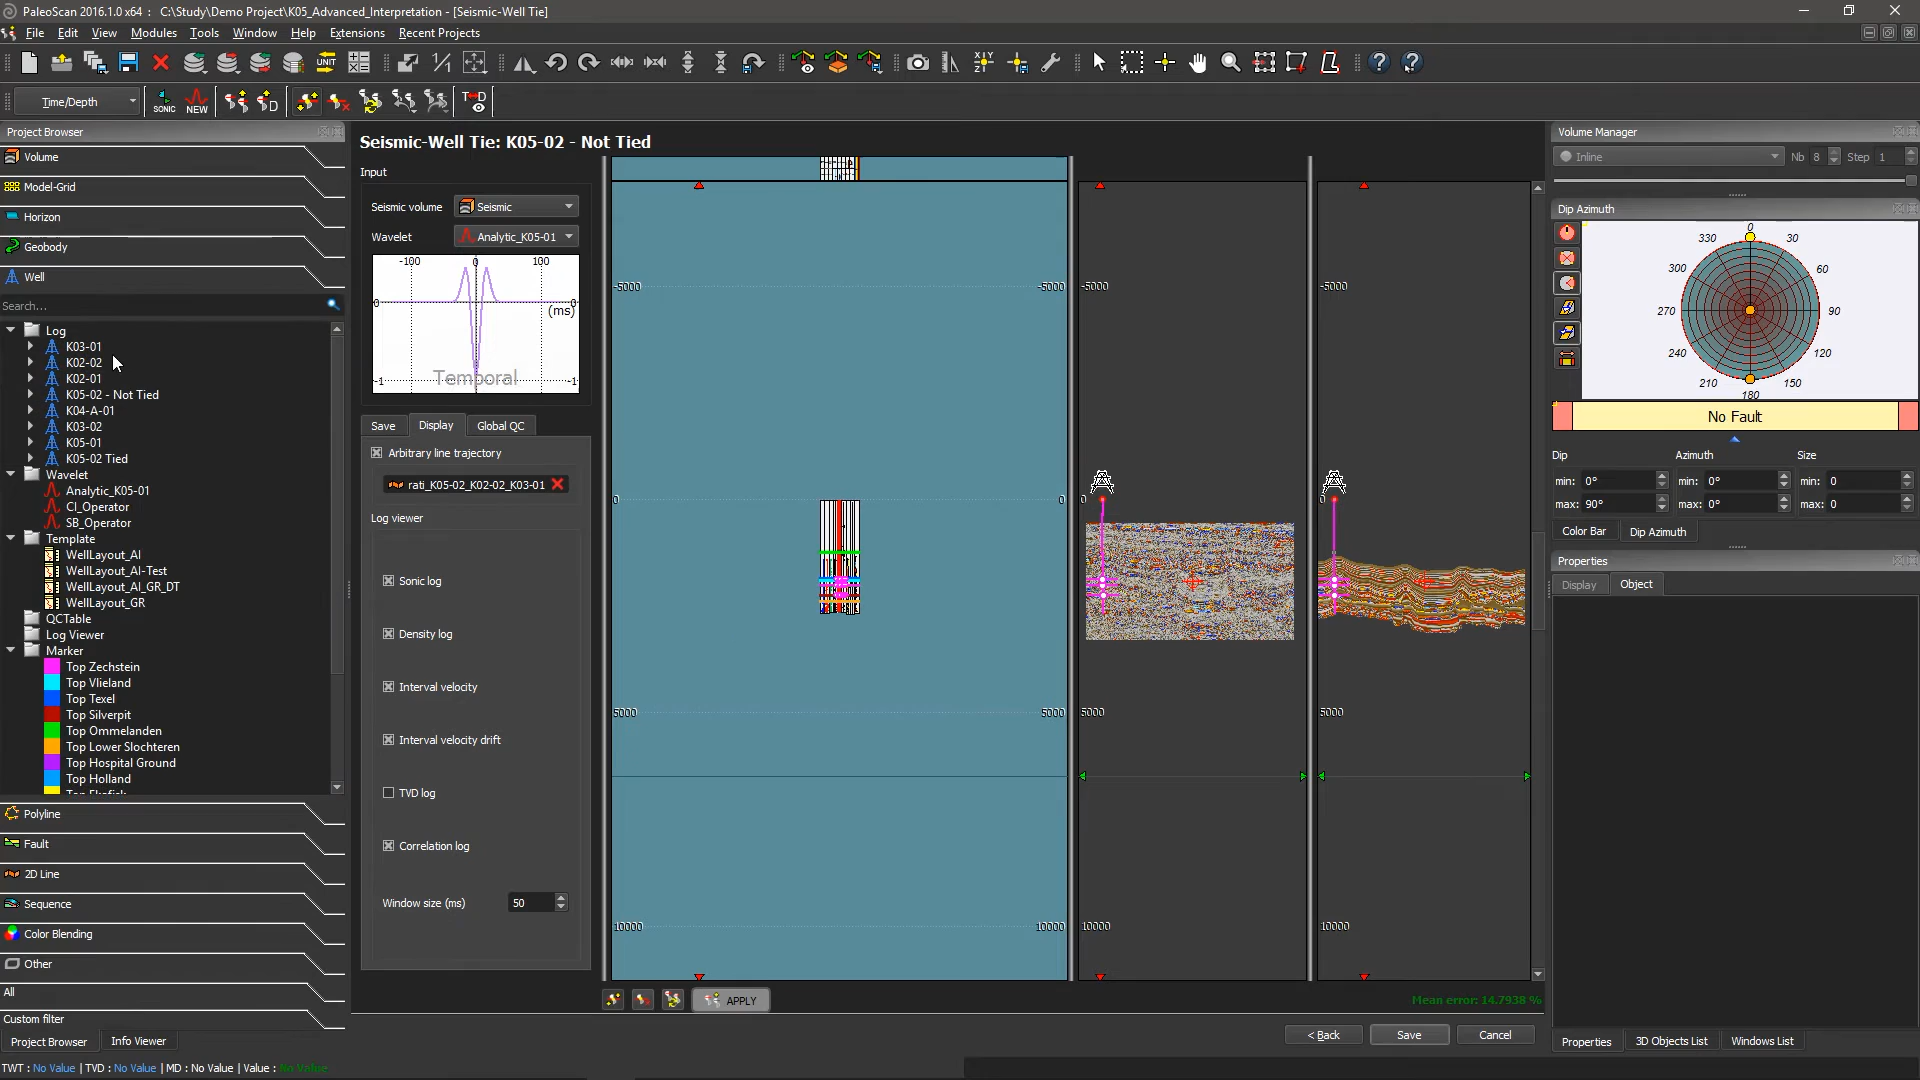 PaleoScan 2016.1.0 x64 : C:\Study\Demo Project\K05_Advanced_Interpretation - [Seismic-Well Tie]
File Edit View Modules Tools Window Help Extensions Recent Projects
UNIT
Time/Depth SONIC NEW D T D
Project Browser
Volume
Model-Grid
Horizon
Geobody
Well
Search...
Log
K03-01
K02-02
K02-01
K05-02 - Not Tied
K04-A-01
K03-02
K05-01
K05-02 Tied
Wavelet
Analytic_K05-01
CI_Operator
SB_Operator
Template
WellLayout_AI
WellLayout_AI-Test
WellLayout_AI_GR_DT
WellLayout_GR
QCTable
Log Viewer
Marker
Top Zechstein
Top Vlieland
Top Texel
Top Silverpit
Top Ommelanden
Top Lower Slochteren
Top Hospital Ground
Top Holland
Polyline
Fault
2D Line
Sequence
Color Blending
Other
All
Custom filter
Project Browser Info Viewer
TWT : No Value | TVD : No Value | MD : No Value | Value : No Value
Seismic-Well Tie: K05-02 - Not Tied
Input
Seismic volume Seismic
Wavelet Analytic_K05-01
-100 0 100
0 0
(ms)
-1 Temporal -1
Save Display Global QC
Arbitrary line trajectory
rati_K05-02_K02-02_K03-01
Log viewer
Sonic log
Density log
Interval velocity
Interval velocity drift
TVD log
Correlation log
Window size (ms) 50
-5000 -5000 -5000 -5000
0 0 0 0
5000 5000 5000 5000
10000 10000 10000 10000
APPLY
Mean error: 14.7938 %
< Back Save Cancel
Volume Manager
Inline Nb 8 Step 1
Dip Azimuth
0
330 30
300 60
270 90
240 120
210 150
180
No Fault
Dip Azimuth Size
min: 0° min: 0° min: 0
max: 90° max: 0° max: 0
Color Bar Dip Azimuth
Properties
Display Object
Properties 3D Objects List Windows List